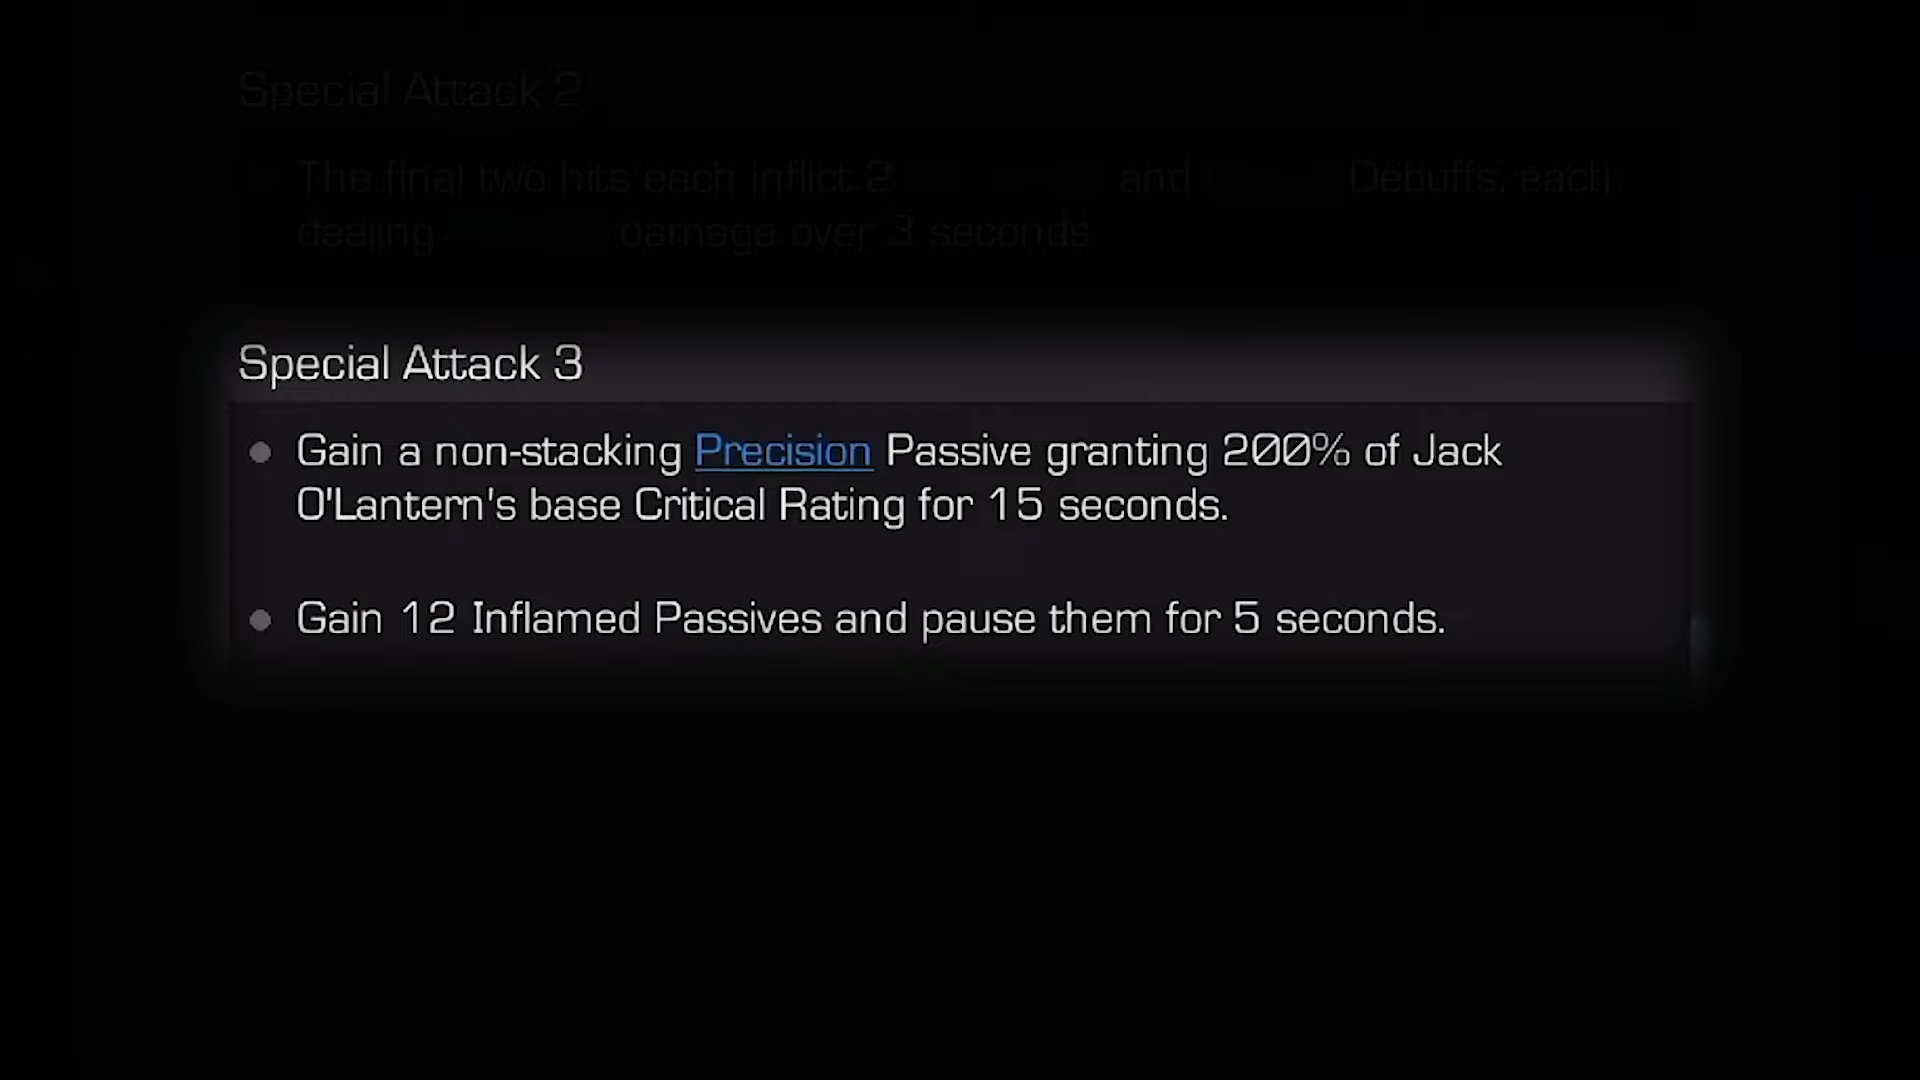 Special Attack 2
The final two hits each inflict 2 and Debuffs, each
dealing damage over 3 seconds
Special Attack 3
Gain a non-stacking Precision Passive granting 200% of Jack
O'Lantern's base Critical Rating for 15 seconds.
Gain 12 Inflamed Passives and pause them for 5 seconds.